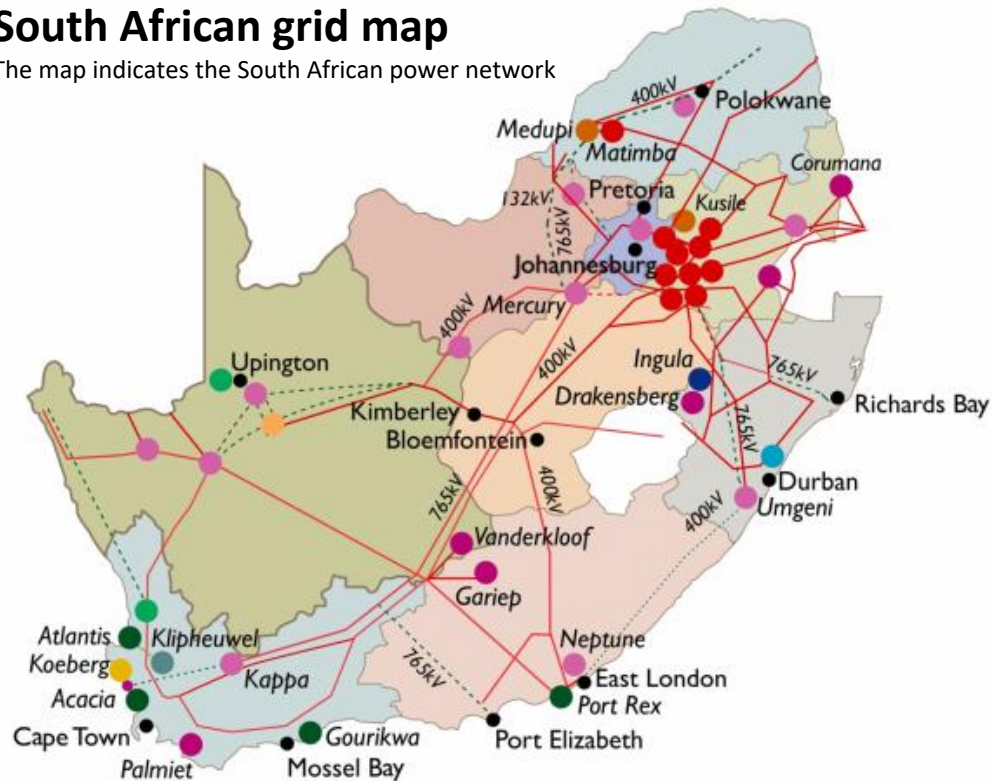 South African grid map
The map indicates the South African power network
400kV
Polokwane
Medupi
Matimba
Corumana
132kV
Pretoria
Kusile
765kV
Johannesburg
Mercury
400kV
400kV
Ingula
765kV
Upington
Drakensberg
Richards Bay
Kimberley
765kV
Bloemfontein
765kV
400kV
Durban
Umgeni
400kV
Vanderkloof
Gariep
Atlantis
Klipheuwel
Neptune
Koeberg
Kappa
765kV
East London
Acacia
Port Rex
Cape Town
Gourikwa
Port Elizabeth
Palmiet
Mossel Bay